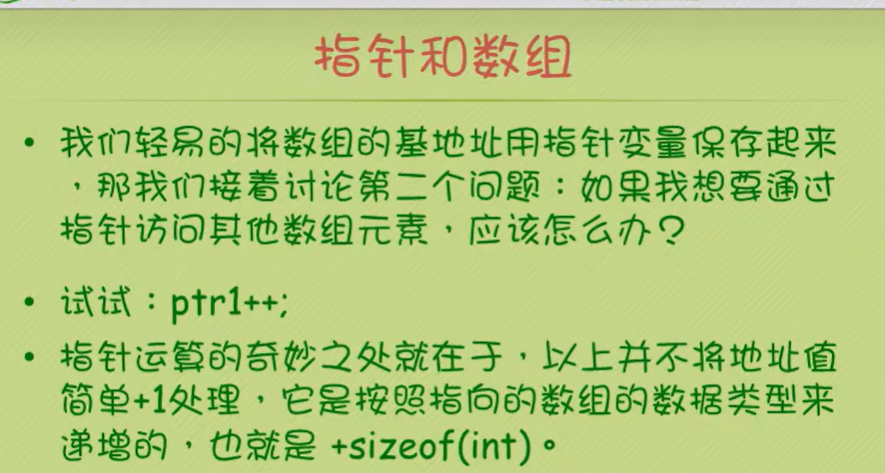 指针和数组
• 我们轻易的将数组的基地址用指针变量保存起来
，那我们接着讨论第二个问题：如果我想要通过
指针访问其他数组元素，应该怎么办？
• 试试：ptr1++;
• 指针运算的奇妙之处就在于，以上并不将地址值
简单+1处理，它是按照指向的数组的数据类型来
递增的，也就是 +sizeof(int)。